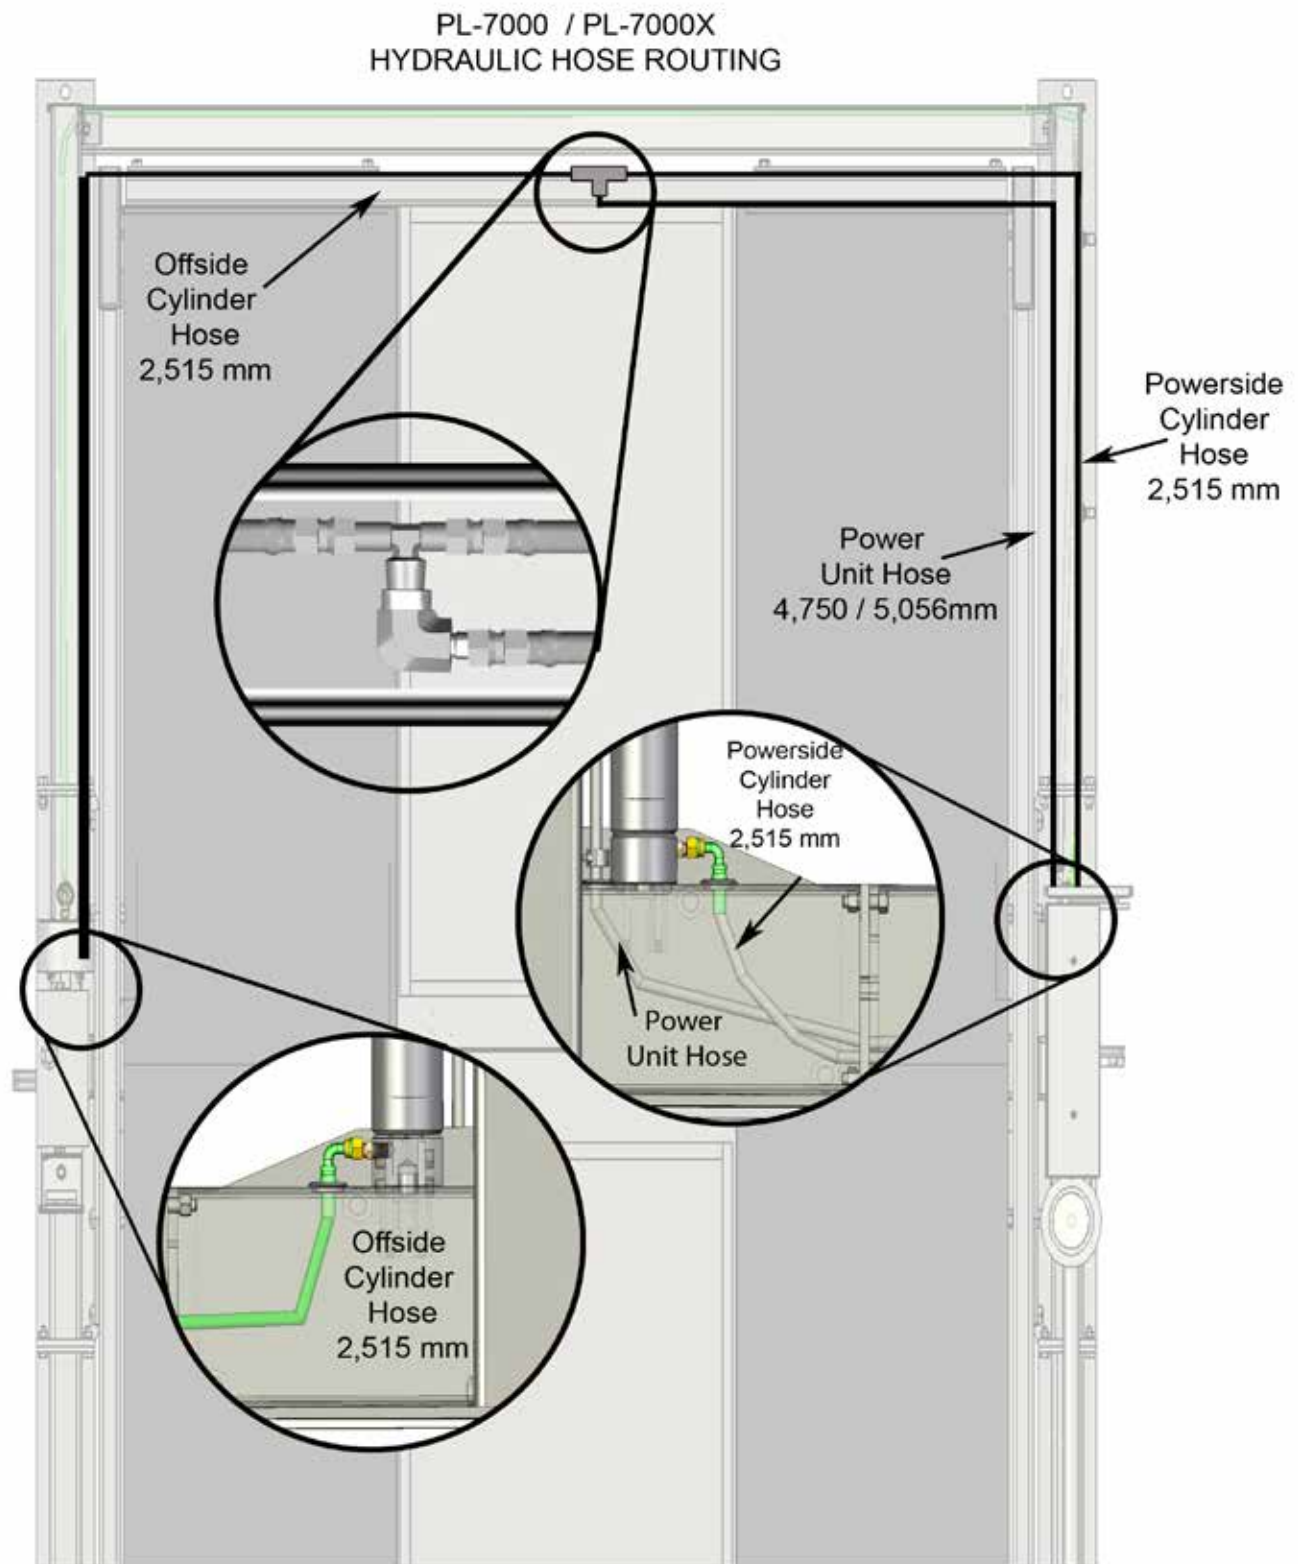 PL-7000 / PL-7000X
HYDRAULIC HOSE ROUTING
Offside
Cylinder
Hose
2,515 mm
Powerside
Cylinder
Hose
2,515 mm
Power
Unit Hose
4,750 / 5,056mm
Powerside
Cylinder
Hose
2,515 mm
Power
Unit Hose
Offside
Cylinder
Hose
2,515 mm